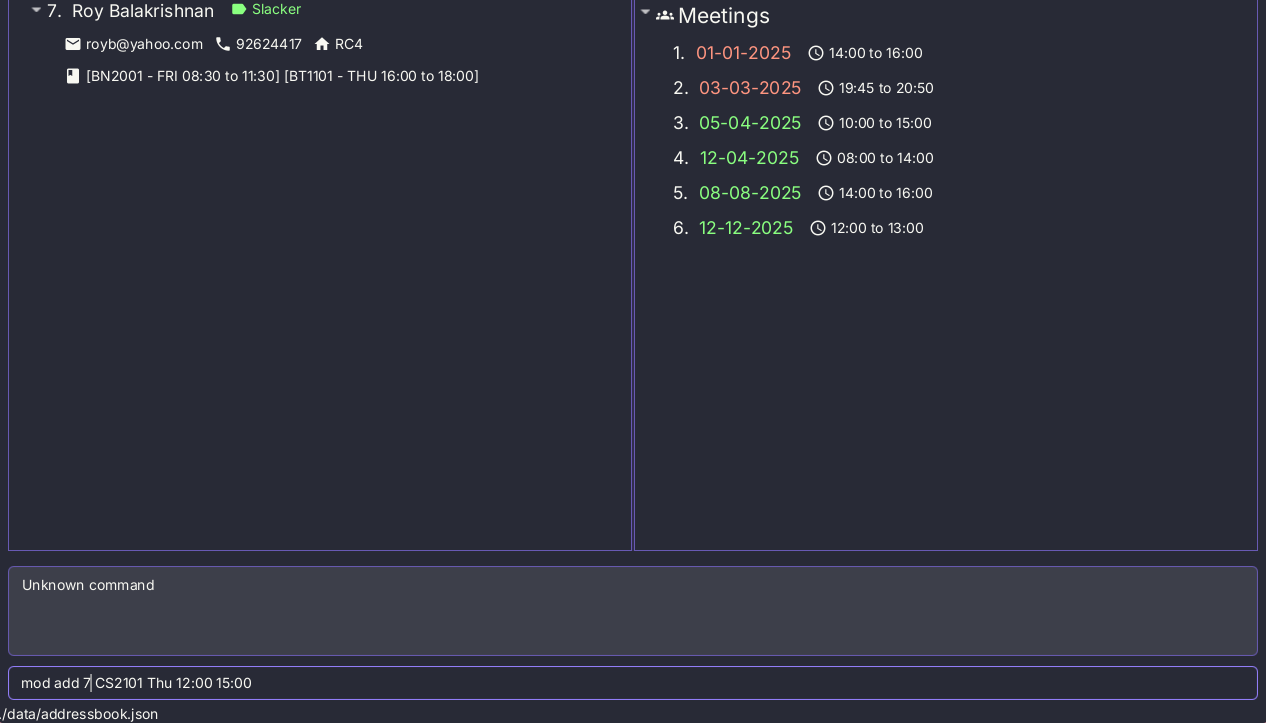 7. Roy Balakrishnan Slacker
royb@yahoo.com 92624417 RC4
[BN2001 - FRI 08:30 to 11:30] [BT1101 - THU 16:00 to 18:00]
Meetings
1. 01-01-2025 14:00 to 16:00
2. 03-03-2025 19:45 to 20:50
3. 05-04-2025 10:00 to 15:00
4. 12-04-2025 08:00 to 14:00
5. 08-08-2025 14:00 to 16:00
6. 12-12-2025 12:00 to 13:00
Unknown command
mod add 7 CS2101 Thu 12:00 15:00
./data/addressbook.json